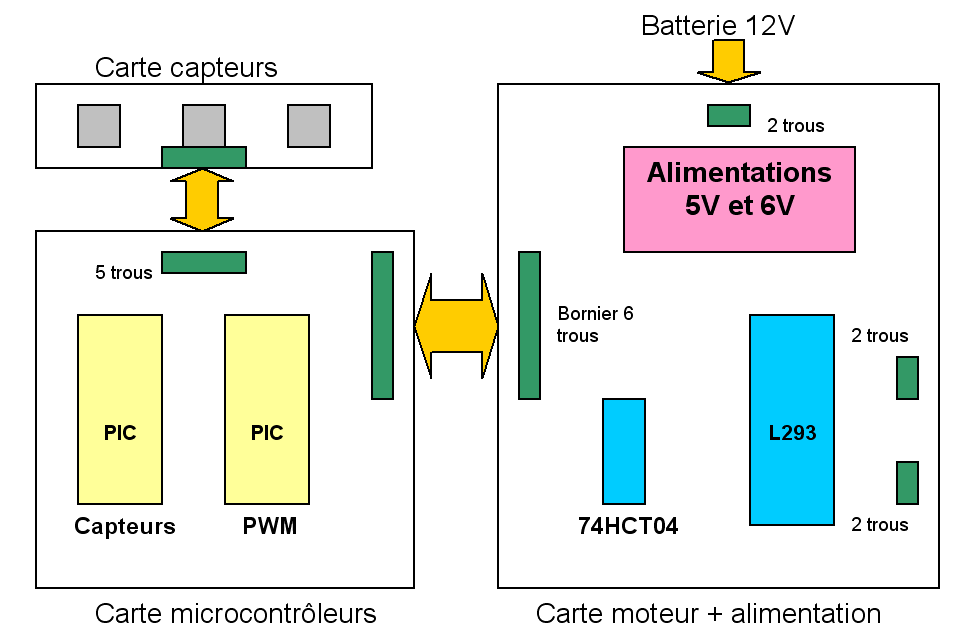 Batterie 12V
Carte capteurs
2 trous
Alimentations
5V et 6V
5 trous
Bornier 6
trous
2 trous
PIC
PIC
L293
Capteurs
PWM
74HCT04
2 trous
Carte microcontrôleurs
Carte moteur + alimentation